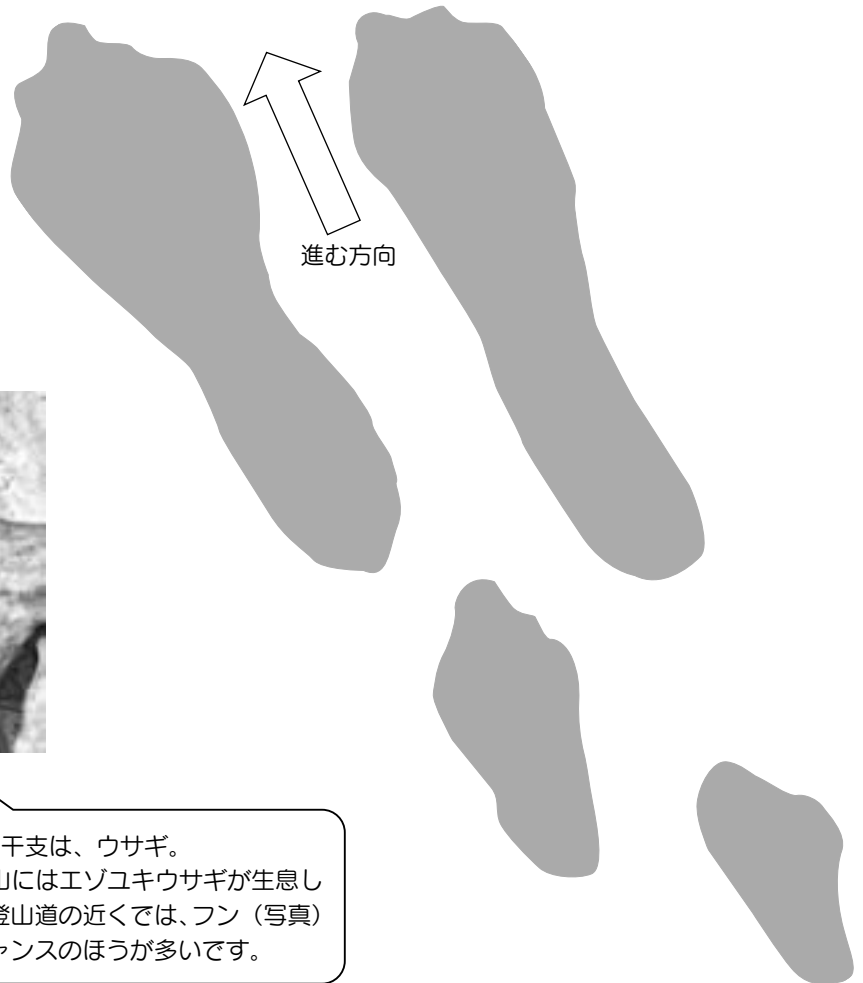 進む方向
干支は、ウサギ。
山にはエゾユキウサギが生息し
登山道の近くでは、フン（写真）
ャンスのほうが多いです。